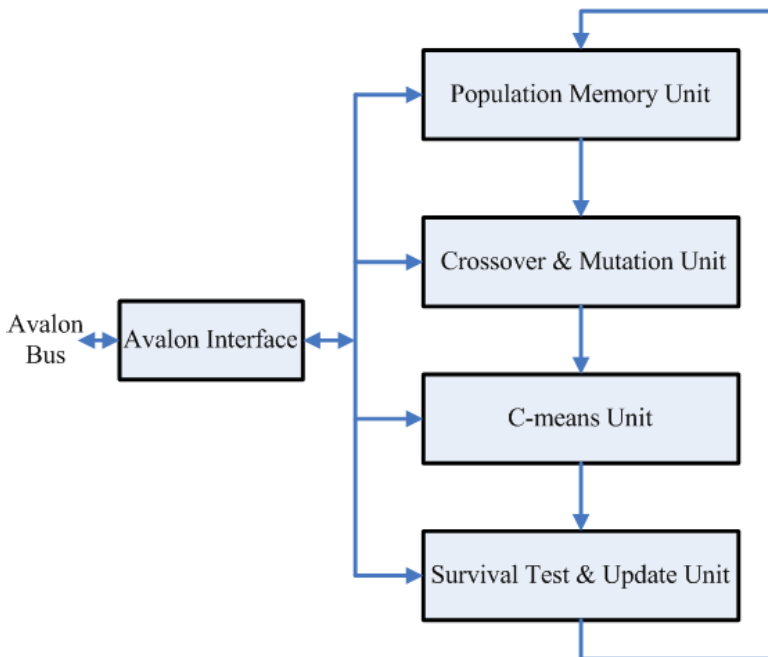 Population Memory Unit
Crossover & Mutation Unit
Avalon
Bus
Avalon Interface
C-means Unit
Survival Test & Update Unit